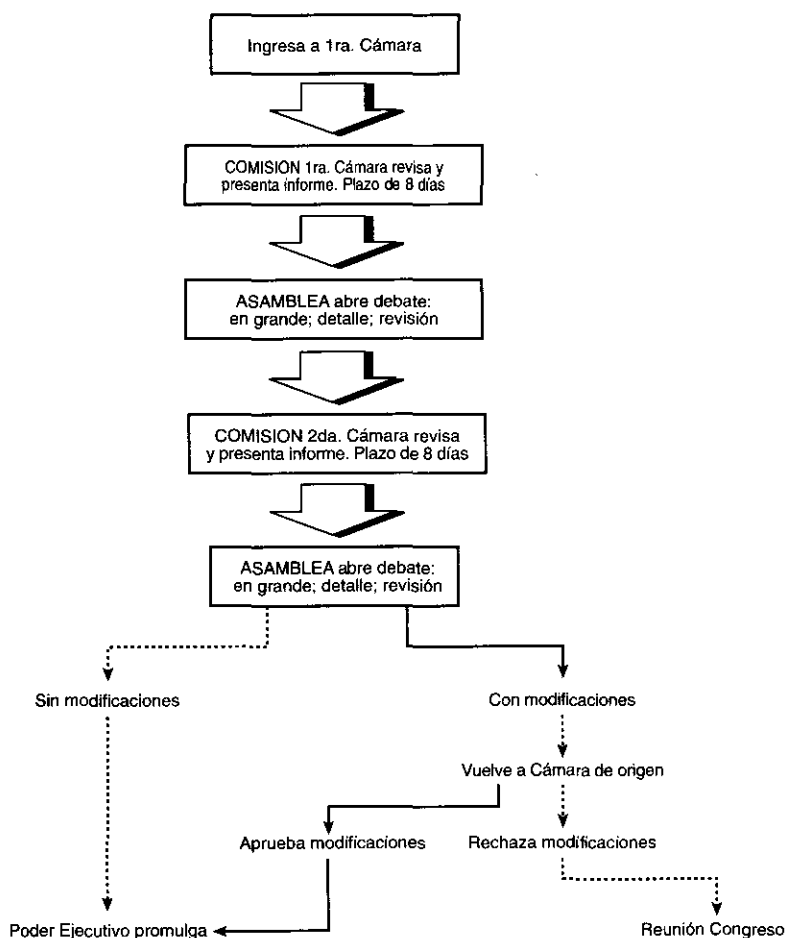 Ingresa a 1ra. Cámara
COMISION 1ra. Cámara revisa y
presenta informe. Plazo de 8 días
ASAMBLEA abre debate:
en grande; detalle; revisión
COMISION 2da. Cámara revisa
y presenta informe. Plazo de 8 días
ASAMBLEA abre debate:
en grande; detalle; revisión
Sin modificaciones
Con modificaciones
Vuelve a Cámara de origen
Aprueba modificaciones
Rechaza modificaciones
Poder Ejecutivo promulga
Reunión Congreso